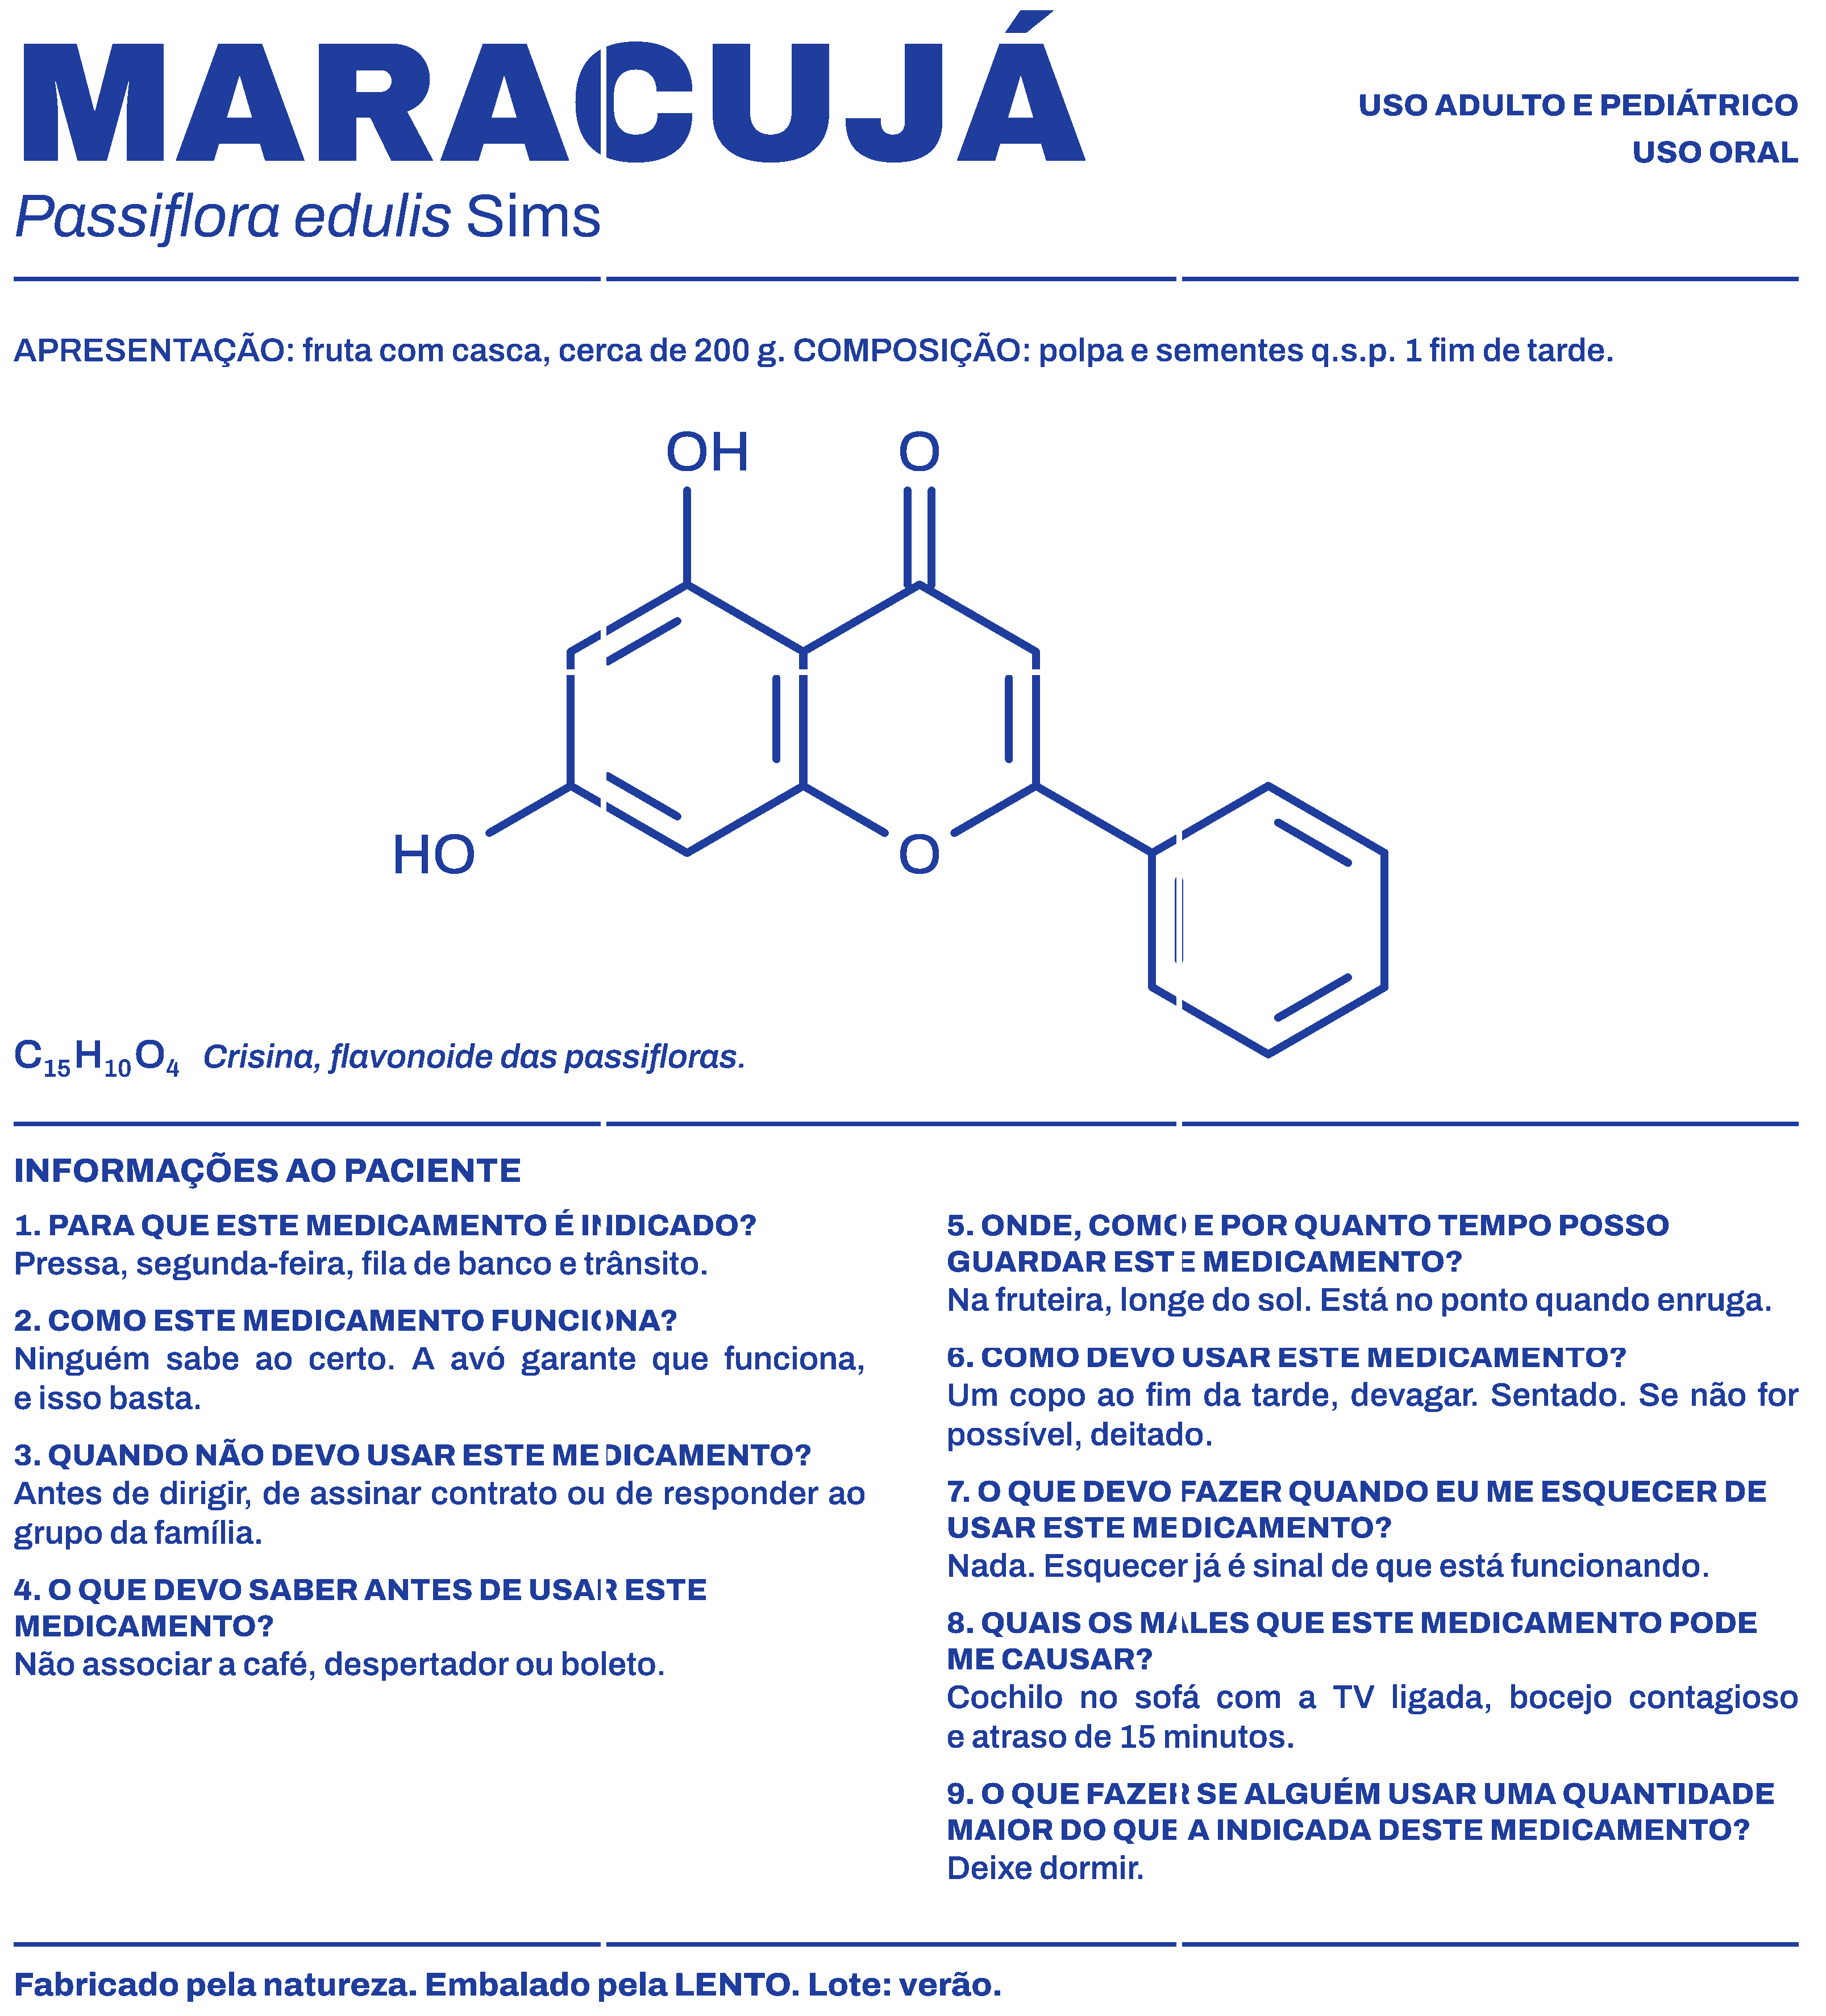 MARACUJÁ
USO ADULTO E PEDIÁTRICO
USO ORAL
Passiflora edulis Sims
APRESENTAÇÃO: fruta com casca, cerca de 200 g. COMPOSIÇÃO: polpa e sementes q.s.p. 1 fim de tarde.
OH
O
HO
O
C₁₅H₁₀O₄ Crisina, flavonoide das passifloras.
INFORMAÇÕES AO PACIENTE
1. PARA QUE ESTE MEDICAMENTO É INDICADO?
Pressa, segunda-feira, fila de banco e trânsito.
2. COMO ESTE MEDICAMENTO FUNCIONA?
Ninguém sabe ao certo. A avó garante que funciona,
e isso basta.
3. QUANDO NÃO DEVO USAR ESTE MEDICAMENTO?
Antes de dirigir, de assinar contrato ou de responder ao
grupo da família.
4. O QUE DEVO SABER ANTES DE USAR ESTE
MEDICAMENTO?
Não associar a café, despertador ou boleto.
5. ONDE, COMO E POR QUANTO TEMPO POSSO
GUARDAR ESTE MEDICAMENTO?
Na fruteira, longe do sol. Está no ponto quando enruga.
6. COMO DEVO USAR ESTE MEDICAMENTO?
Um copo ao fim da tarde, devagar. Sentado. Se não for
possível, deitado.
7. O QUE DEVO FAZER QUANDO EU ME ESQUECER DE
USAR ESTE MEDICAMENTO?
Nada. Esquecer já é sinal de que está funcionando.
8. QUAIS OS MALES QUE ESTE MEDICAMENTO PODE
ME CAUSAR?
Cochilo no sofá com a TV ligada, bocejo contagioso
e atraso de 15 minutos.
9. O QUE FAZER SE ALGUÉM USAR UMA QUANTIDADE
MAIOR DO QUE A INDICADA DESTE MEDICAMENTO?
Deixe dormir.
Fabricado pela natureza. Embalado pela LENTO. Lote: verão.